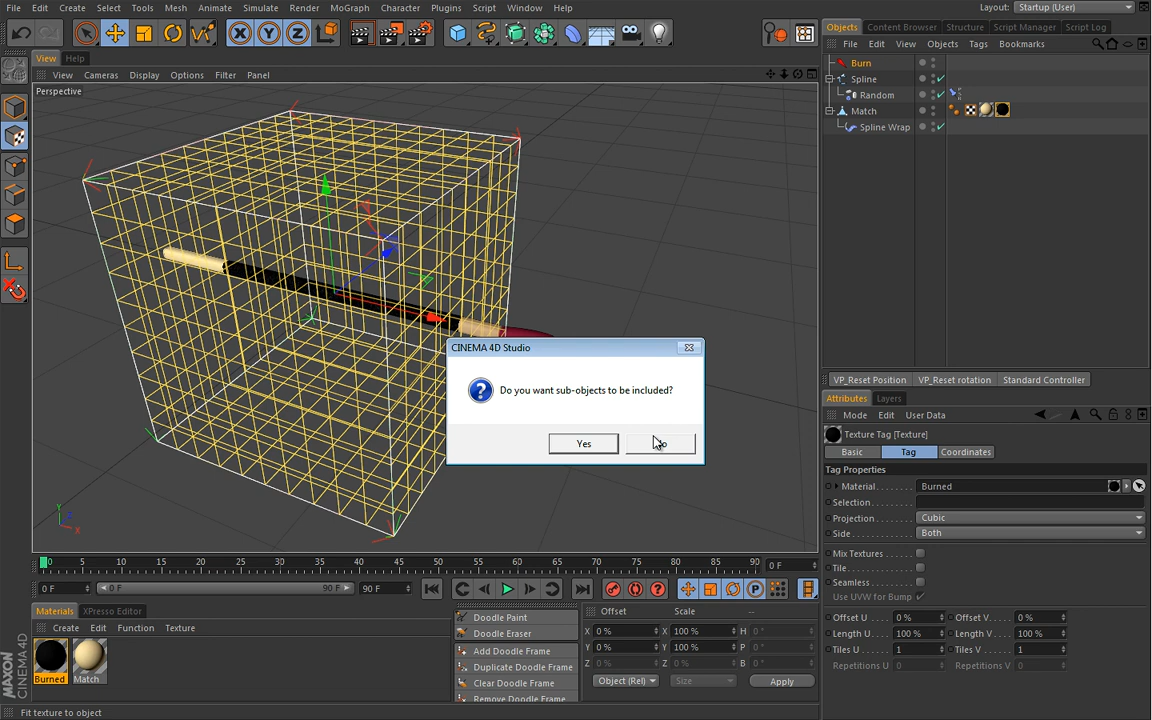 File Edit Create Select Tools Mesh Animate Simulate Render MoGraph Character Plugins Script Window Help
Layout: Startup (User)
View Help
View Cameras Display Options Filter Panel
Perspective
Objects Content Browser Structure Script Manager Script Log
File Edit View Objects Tags Bookmarks
Burn
Spline
Random
Match
Spline Wrap
CINEMA 4D Studio
Do you want sub-objects to be included?
Yes
VP_Reset Position VP_Reset rotation Standard Controller
Attributes Layers
Mode Edit User Data
Texture Tag [Texture]
Basic Tag Coordinates
Tag Properties
Material Burned
Selection
Projection Cubic
Side Both
Mix Textures
Tile
Seamless
Use UVW for Bump
Offset U 0 % Offset V 0 %
Length U 100 % Length V 100 %
Tiles U 1 Tiles V 1
Repetitions U 0 Repetitions V 0
Y
Z
X
0 5 10 15 20 25 30 35 40 45 50 55 60 65 70 75 80 85 90 0 F
0 F 0 F 90 F 90 F
Materials XPresso Editor
Create Edit Function Texture
Burned Match
Doodle Paint
Doodle Eraser
Add Doodle Frame
Duplicate Doodle Frame
Clear Doodle Frame
Remove Doodle Frame
Offset Scale --
X 0 % X 100 % H 0 °
Y 0 % Y 100 % P 0 °
Z 0 % Z 100 % B 0 °
Object (Rel) Size Apply
MAXON CINEMA 4D
Fit texture to object